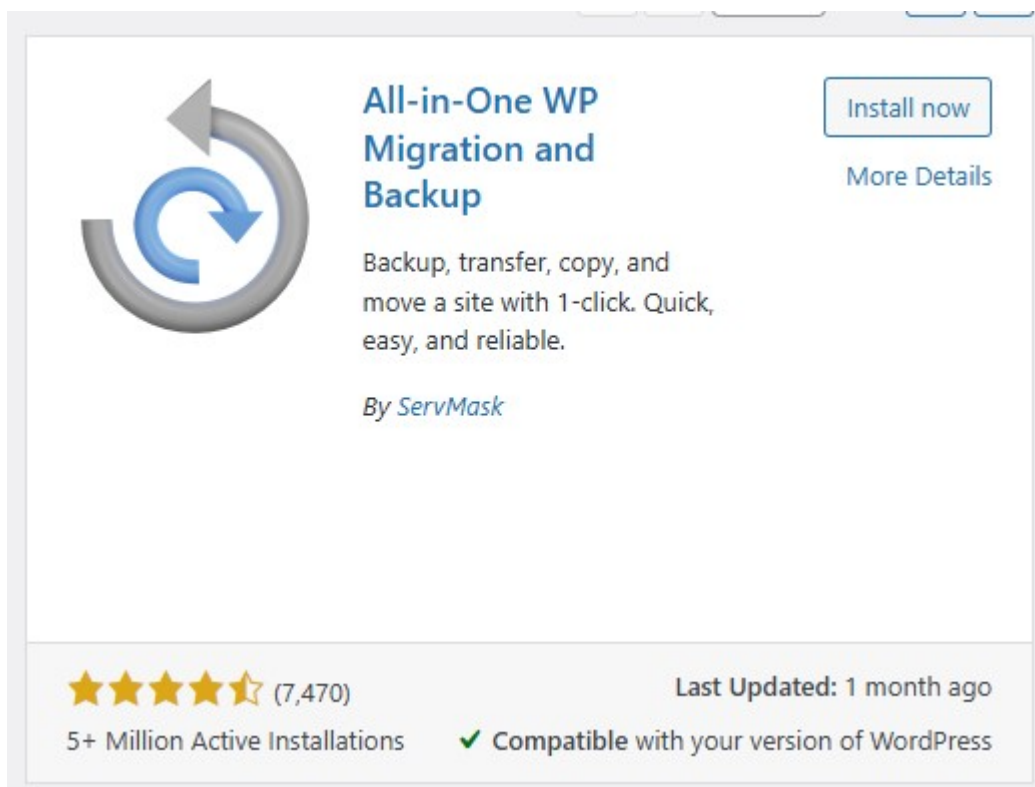 All-in-One WP
Migration and
Backup
Install now
More Details
Backup, transfer, copy, and
move a site with 1-click. Quick,
easy, and reliable.
By ServMask
(7,470)
Last Updated: 1 month ago
5+ Million Active Installations
Compatible with your version of WordPress